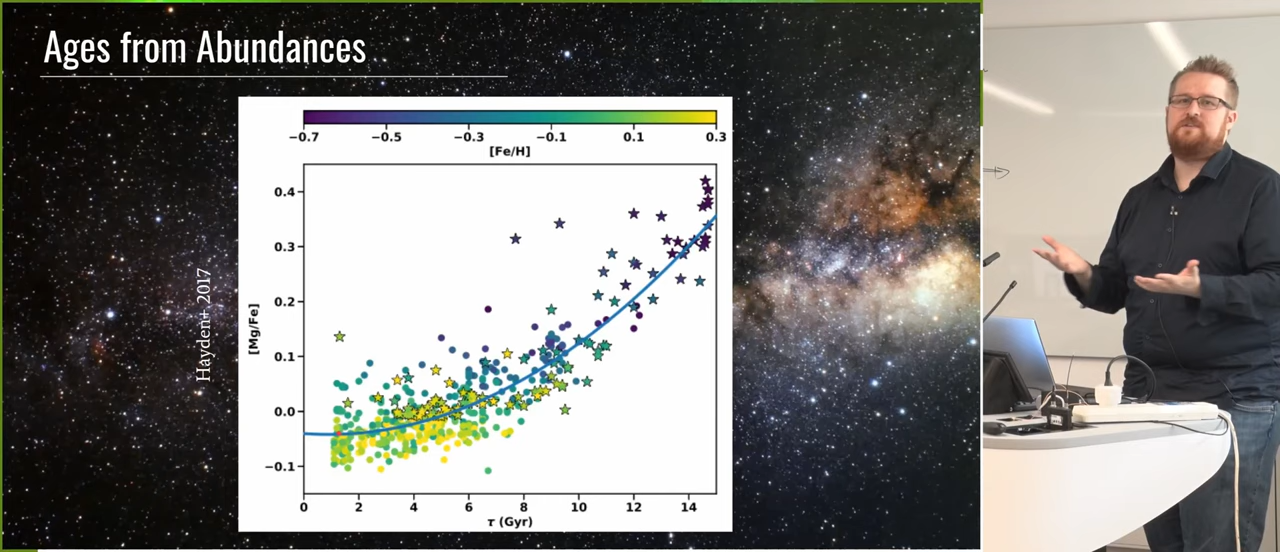 Ages from Abundances
−0.7 −0.5 −0.3 −0.1 0.1 0.3
[Fe/H]
Hayden+ 2017
[Mg/Fe]
0.4
0.3
0.2
0.1
0.0
−0.1
0 2 4 6 8 10 12 14
τ (Gyr)